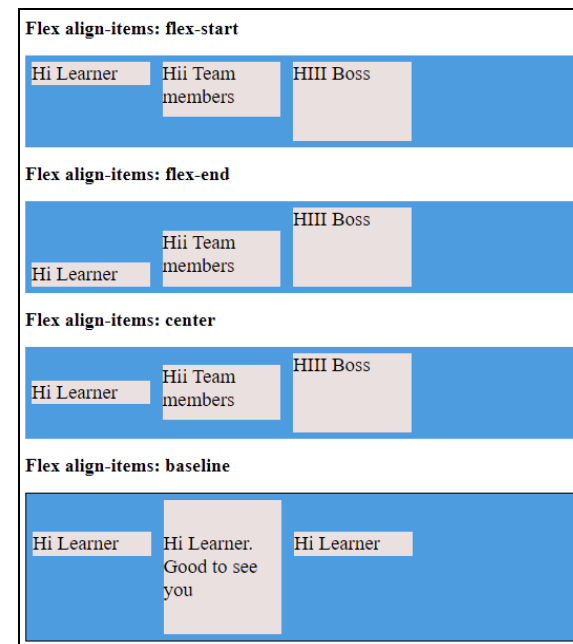 Flex align-items: flex-start
Hi Learner
Hii Team
members
HIII Boss
Flex align-items: flex-end
Hi Learner
Hii Team
members
HIII Boss
Flex align-items: center
Hi Learner
Hii Team
members
HIII Boss
Flex align-items: baseline
Hi Learner
Hi Learner.
Good to see
you
Hi Learner